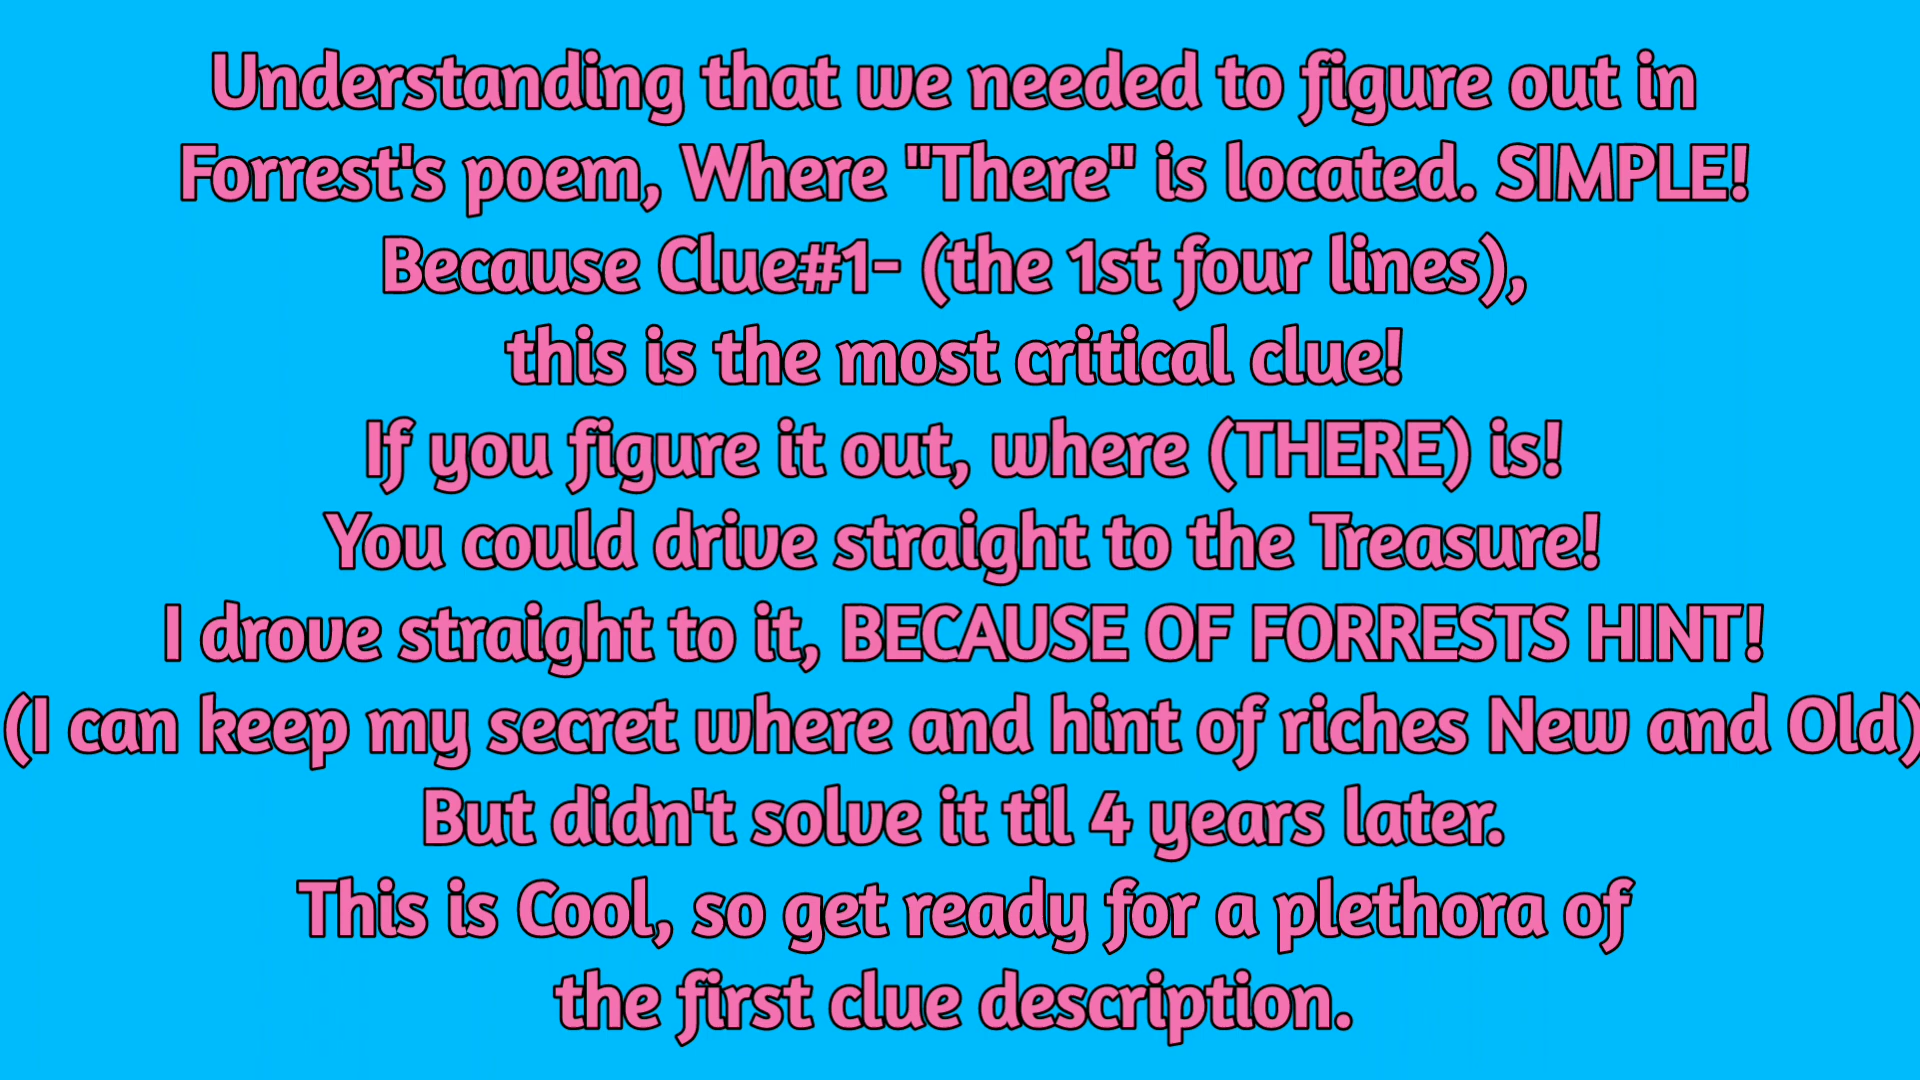 Understanding that we needed to figure out in
Forrest's poem, Where "There" is located. SIMPLE!
Because Clue#1- (the 1st four lines),
this is the most critical clue!
If you figure it out, where (THERE) is!
You could drive straight to the Treasure!
I drove straight to it, BECAUSE OF FORRESTS HINT!
(I can keep my secret where and hint of riches New and Old)
But didn't solve it til 4 years later.
This is Cool, so get ready for a plethora of
the first clue description.